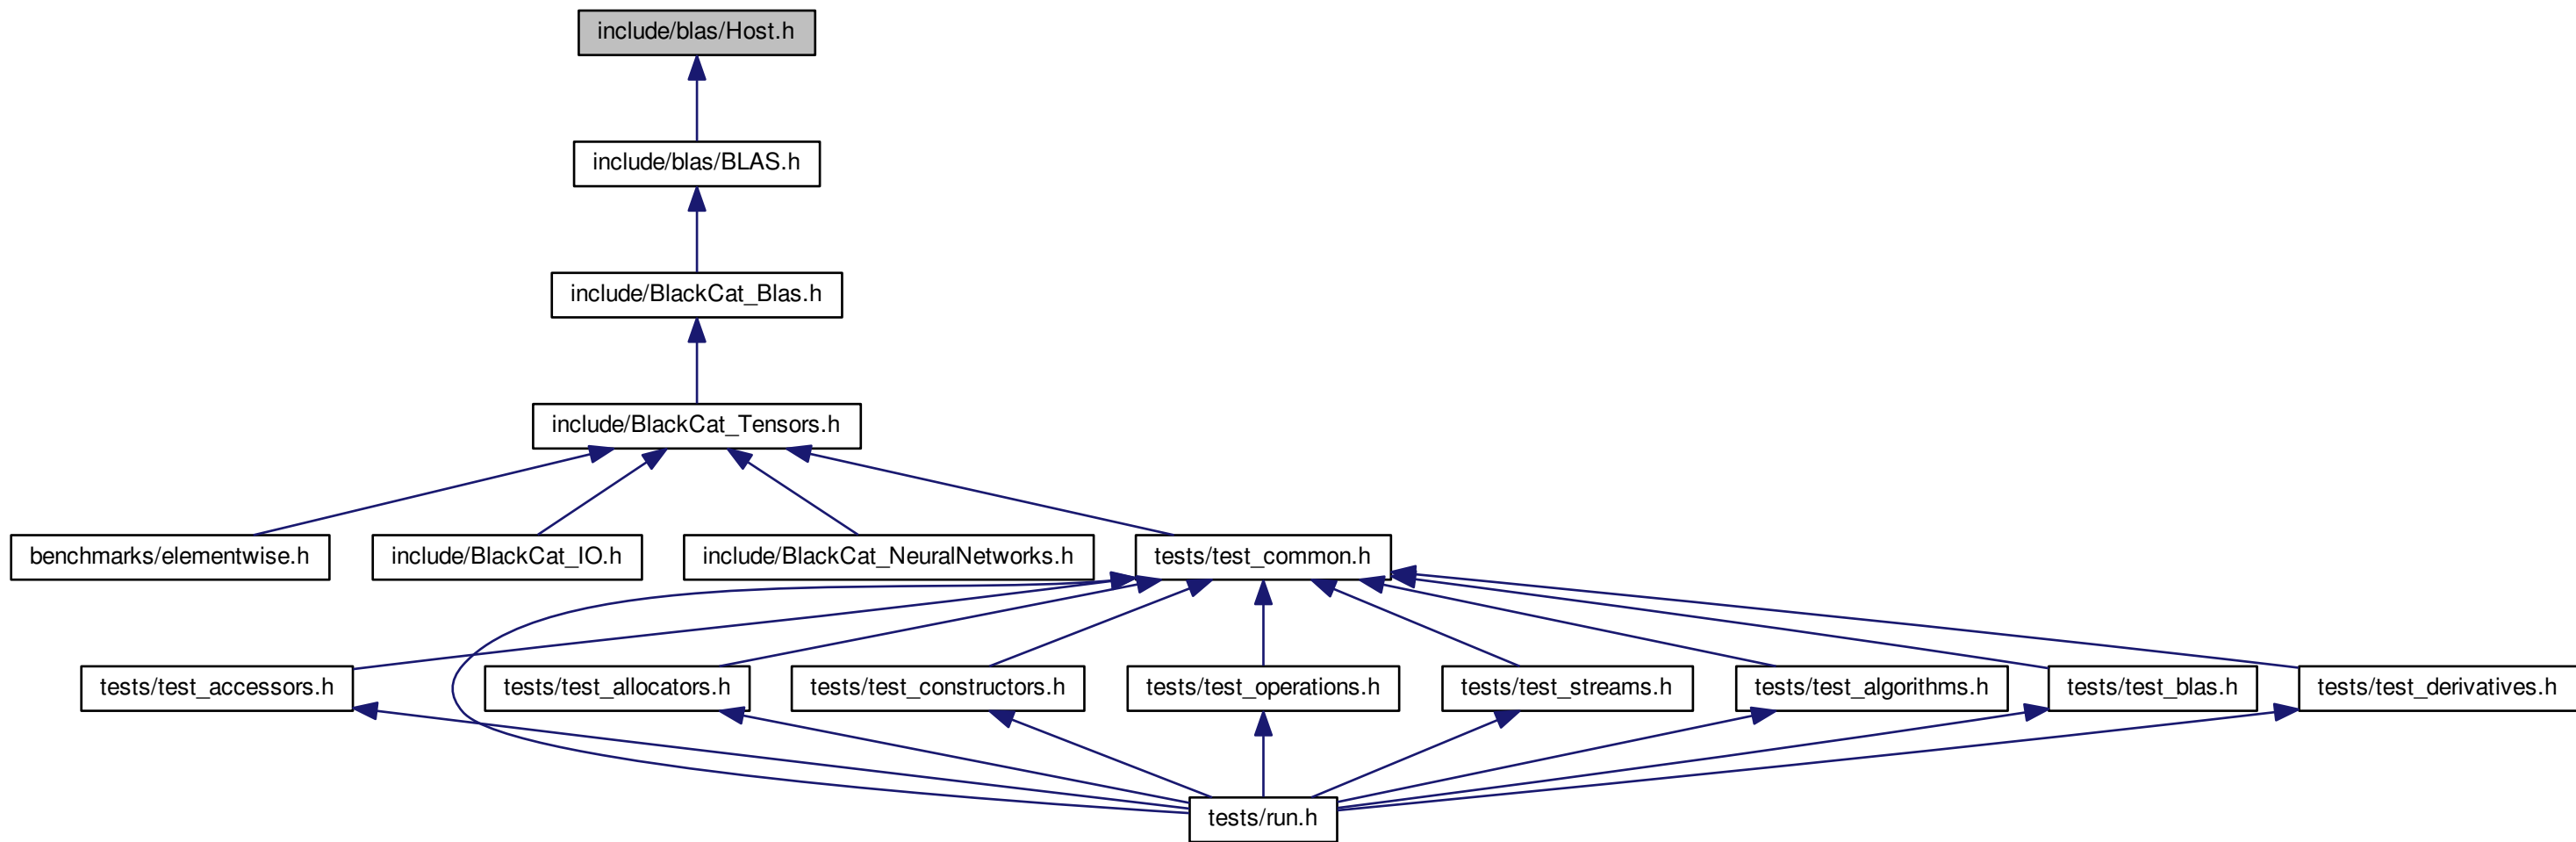 include/blas/Host.h
include/blas/BLAS.h
include/BlackCat_Blas.h
include/BlackCat_Tensors.h
benchmarks/elementwise.h
include/BlackCat_IO.h
include/BlackCat_NeuralNetworks.h
tests/test_common.h
tests/test_accessors.h
tests/test_allocators.h
tests/test_constructors.h
tests/test_operations.h
tests/test_streams.h
tests/test_algorithms.h
tests/test_blas.h
tests/test_derivatives.h
tests/run.h